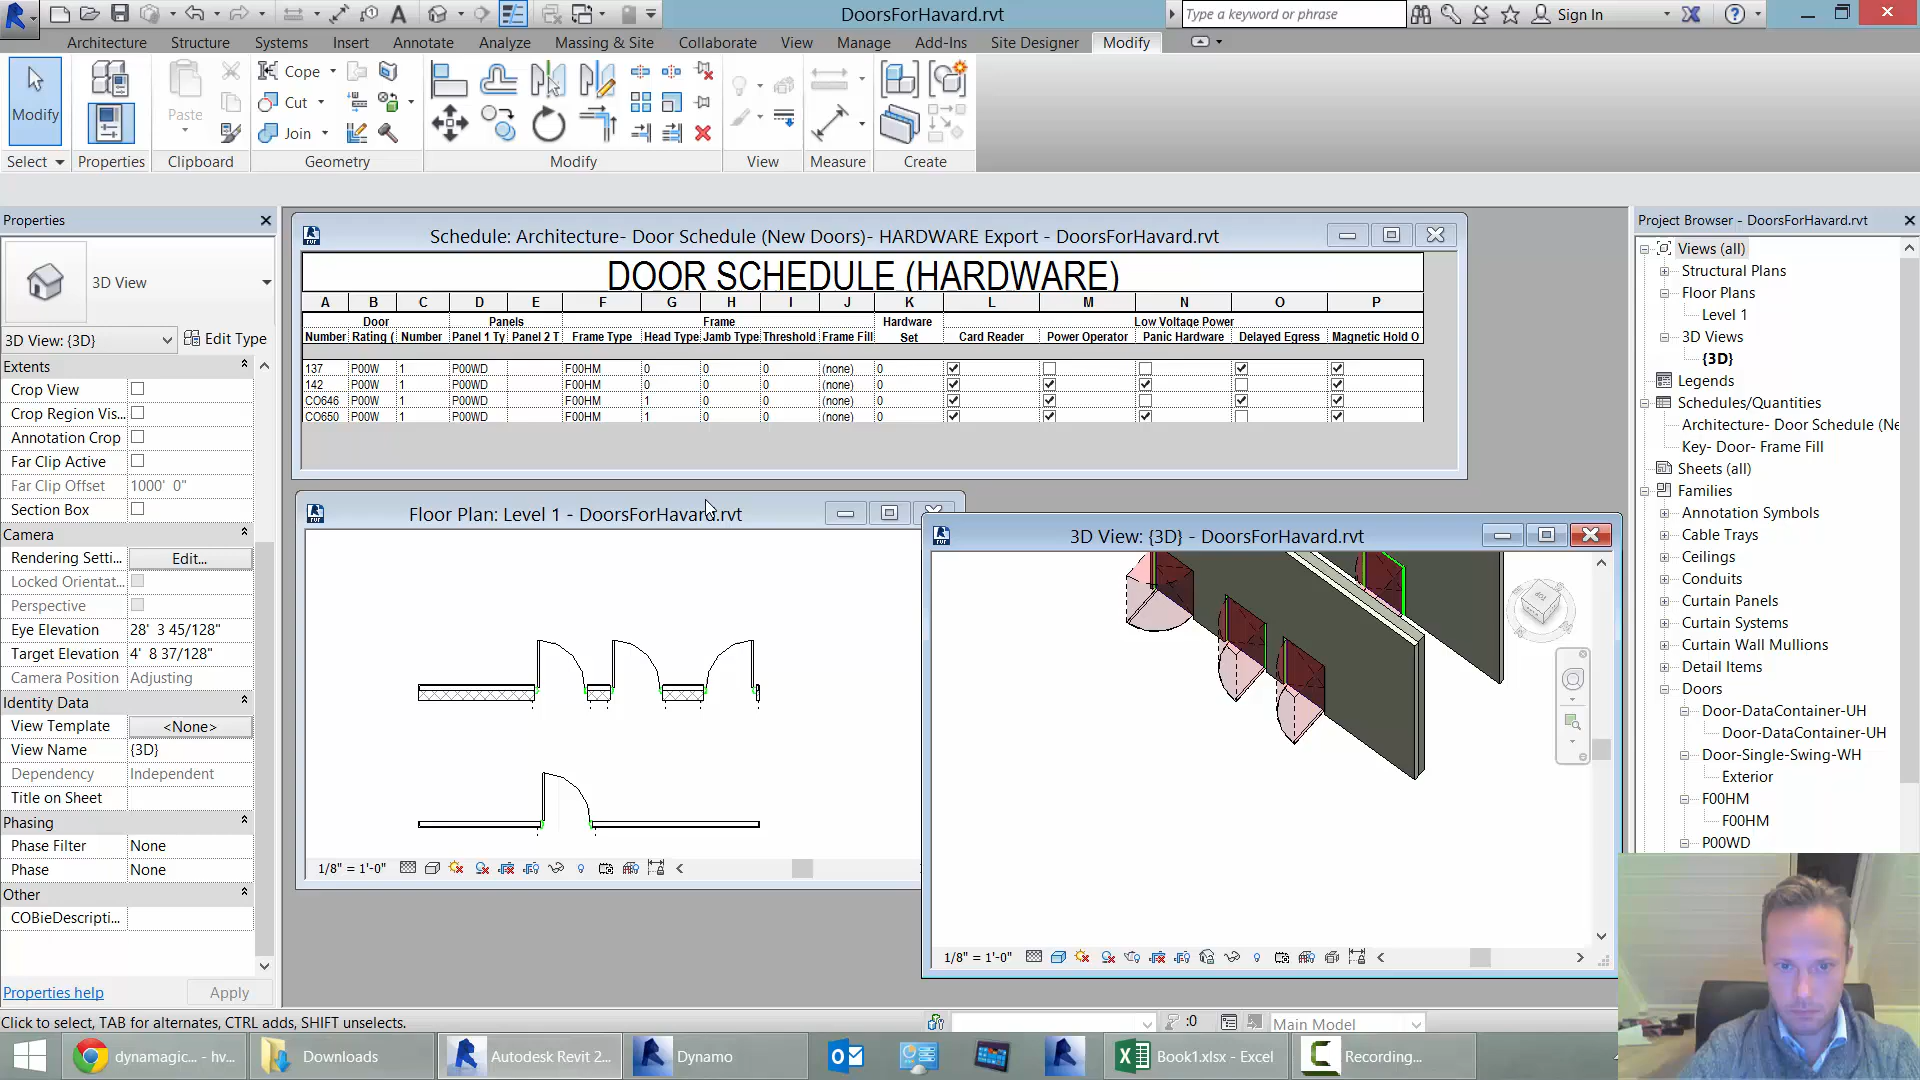 DoorsForHavard.rvt
Type a keyword or phrase
Sign In
Architecture Structure Systems Insert Annotate Analyze Massing & Site Collaborate View Manage Add-Ins Site Designer Modify
Modify
Paste
Cope
Cut
Join
Select Properties Clipboard Geometry Modify View Measure Create
Properties
3D View
3D View: {3D}
Edit Type
Extents
Crop View
Crop Region Vis...
Annotation Crop
Far Clip Active
Far Clip Offset 1000' 0"
Section Box
Camera
Rendering Setti... Edit...
Locked Orientat...
Perspective
Eye Elevation 28' 3 45/128"
Target Elevation 4' 8 37/128"
Camera Position Adjusting
Identity Data
View Template <None>
View Name {3D}
Dependency Independent
Title on Sheet
Phasing
Phase Filter None
Phase None
Other
COBieDescripti...
Properties help
Apply
Schedule: Architecture- Door Schedule (New Doors)- HARDWARE Export - DoorsForHavard.rvt
DOOR SCHEDULE (HARDWARE)
A B C D E F G H I J K L M N O P
Door Panels Frame Hardware Low Voltage Power
Number Rating ( Number Panel 1 Ty Panel 2 T Frame Type Head Type Jamb Type Threshold Frame Fill Set Card Reader Power Operator Panic Hardware Delayed Egress Magnetic Hold O
137 P00W 1 P00WD F00HM 0 0 0 (none) 0
142 P00W 1 P00WD F00HM 0 0 0 (none) 0
CO646 P00W 1 P00WD F00HM 1 0 0 (none) 0
CO650 P00W 1 P00WD F00HM 1 0 0 (none) 0
Floor Plan: Level 1 - DoorsForHavard.rvt
1/8" = 1'-0"
3D View: {3D} - DoorsForHavard.rvt
1/8" = 1'-0"
Project Browser - DoorsForHavard.rvt
Views (all)
Structural Plans
Floor Plans
Level 1
3D Views
{3D}
Legends
Schedules/Quantities
Architecture- Door Schedule (Ne
Key- Door- Frame Fill
Sheets (all)
Families
Annotation Symbols
Cable Trays
Ceilings
Conduits
Curtain Panels
Curtain Systems
Curtain Wall Mullions
Detail Items
Doors
Door-DataContainer-UH
Door-DataContainer-UH
Door-Single-Swing-WH
Exterior
F00HM
F00HM
P00WD
Click to select, TAB for alternates, CTRL adds, SHIFT unselects.
:0
Main Model
dynamagic... - hv...
Downloads
Autodesk Revit 2...
Dynamo
Book1.xlsx - Excel
Recording...